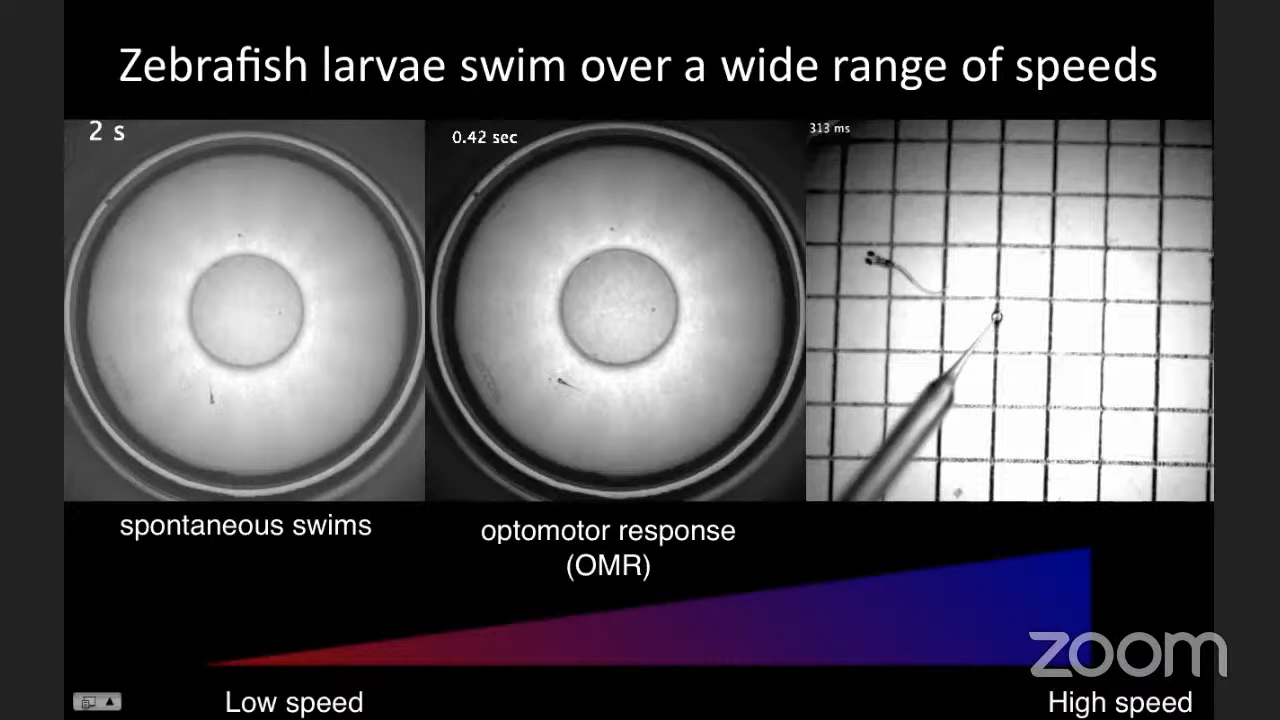 Zebrafish larvae swim over a wide range of speeds
2 s
0.42 sec
313 ms
spontaneous swims
optomotor response
(OMR)
Low speed
High speed
zoom